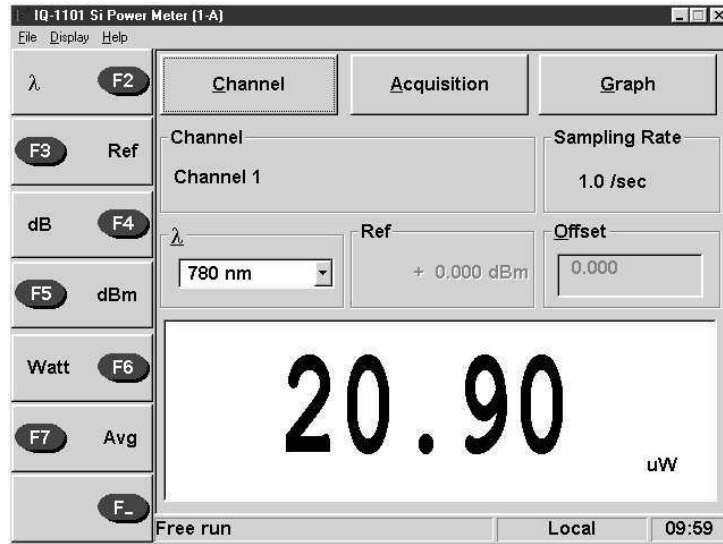 IQ-1101 Si Power Meter (1-A)
File Display Help
λ F2
F3 Ref
dB F4
F5 dBm
Watt F6
F7 Avg
F_
Channel Acquisition Graph
Channel
Channel 1
Sampling Rate
1.0 /sec
λ
780 nm
Ref
+ 0.000 dBm
Offset
0.000
20.90
uW
Free run Local 09:59